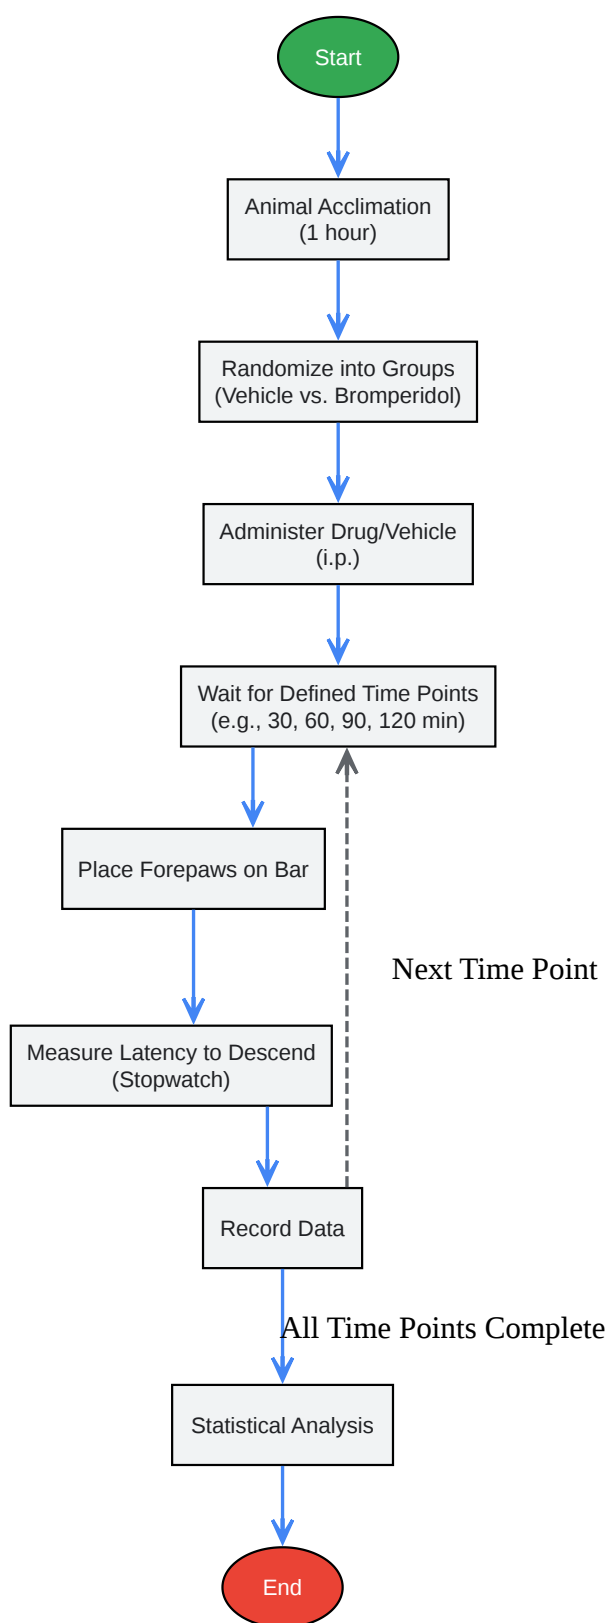 Start
Animal Acclimation
(1 hour)
Randomize into Groups
(Vehicle vs. Bromperidol)
Administer Drug/Vehicle
(i.p.)
Wait for Defined Time Points
(e.g., 30, 60, 90, 120 min)
Place Forepaws on Bar
Next Time Point
Measure Latency to Descend
(Stopwatch)
Record Data
All Time Points Complete
Statistical Analysis
End